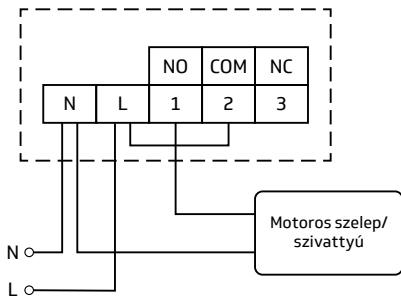 NO COM NC
N L 1 2 3
Motoros szelep/
szivattyú
N
L